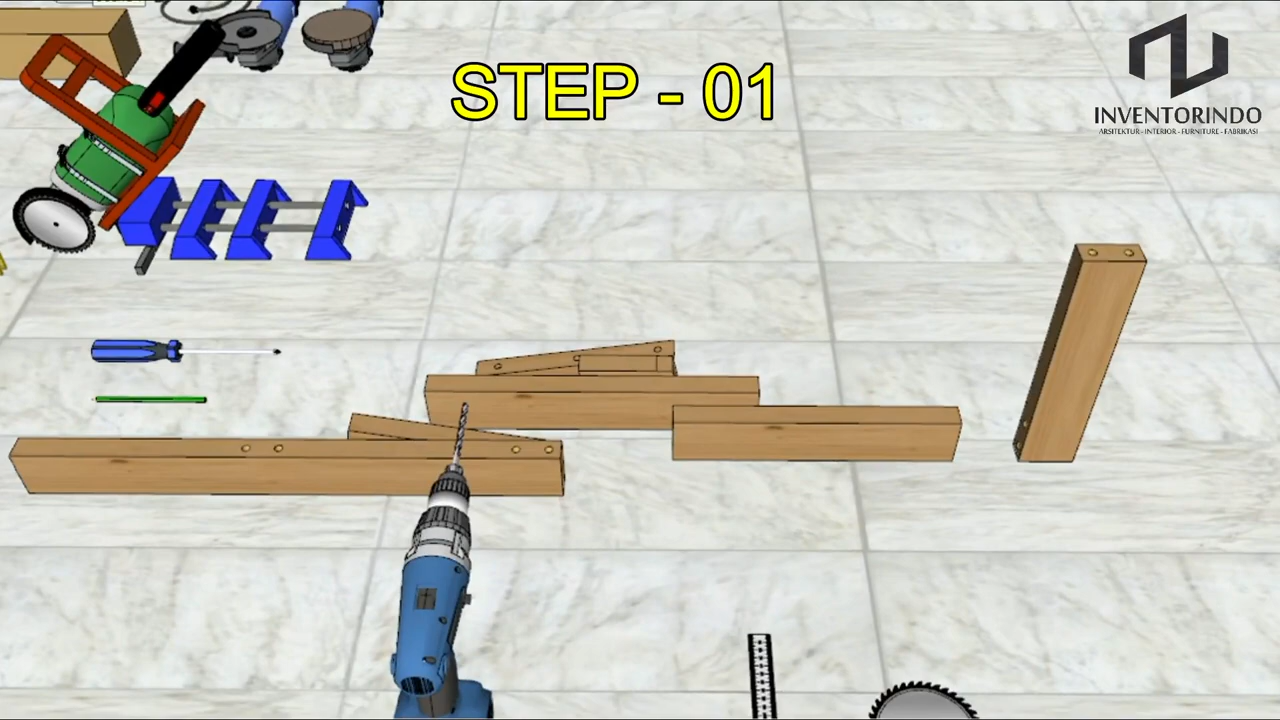 STEP - 01
INVENTORINDO
ARSITEKTUR - INTERIOR - FURNITURE - FABRIKASI